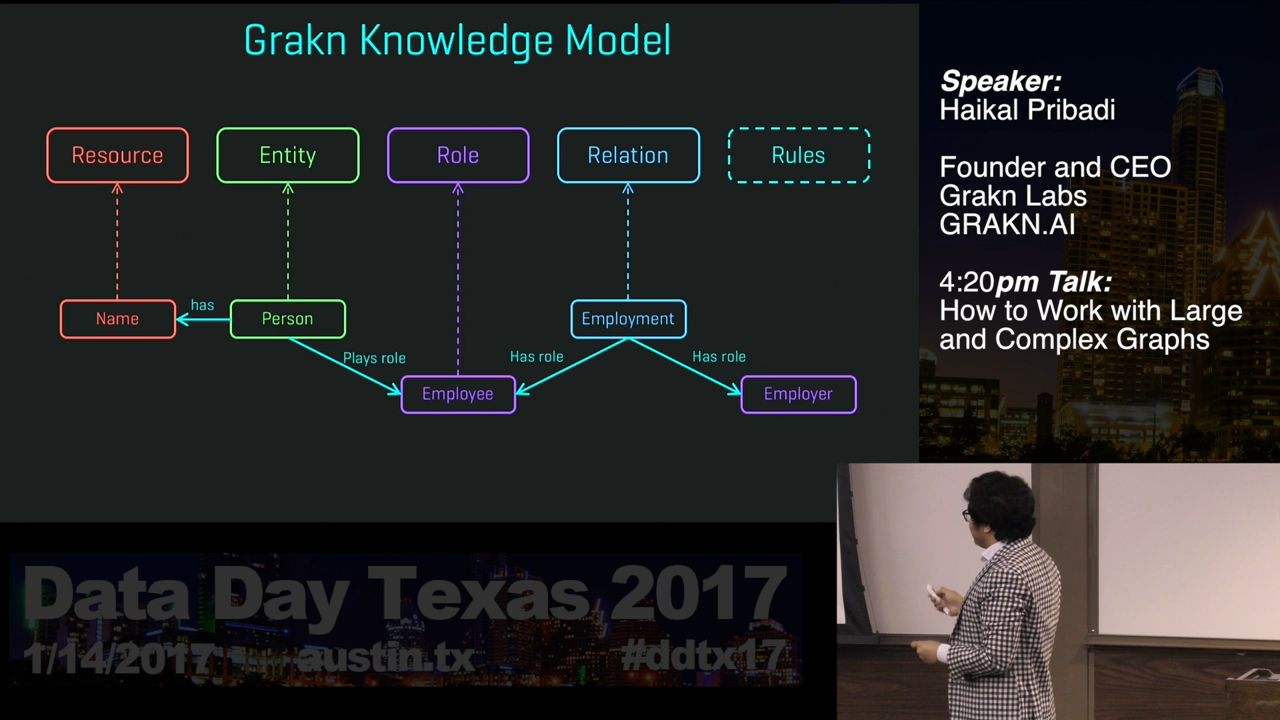 Grakn Knowledge Model
Resource
Entity
Role
Relation
Rules
Name
has
Person
Employment
Plays role
Has role
Has role
Employee
Employer
Speaker:
Haikal Pribadi
Founder and CEO
Grakn Labs
GRAKN.AI
4:20pm Talk:
How to Work with Large
and Complex Graphs
Data Day Texas 2017
1/14/2017
austin.tx
#ddtx17